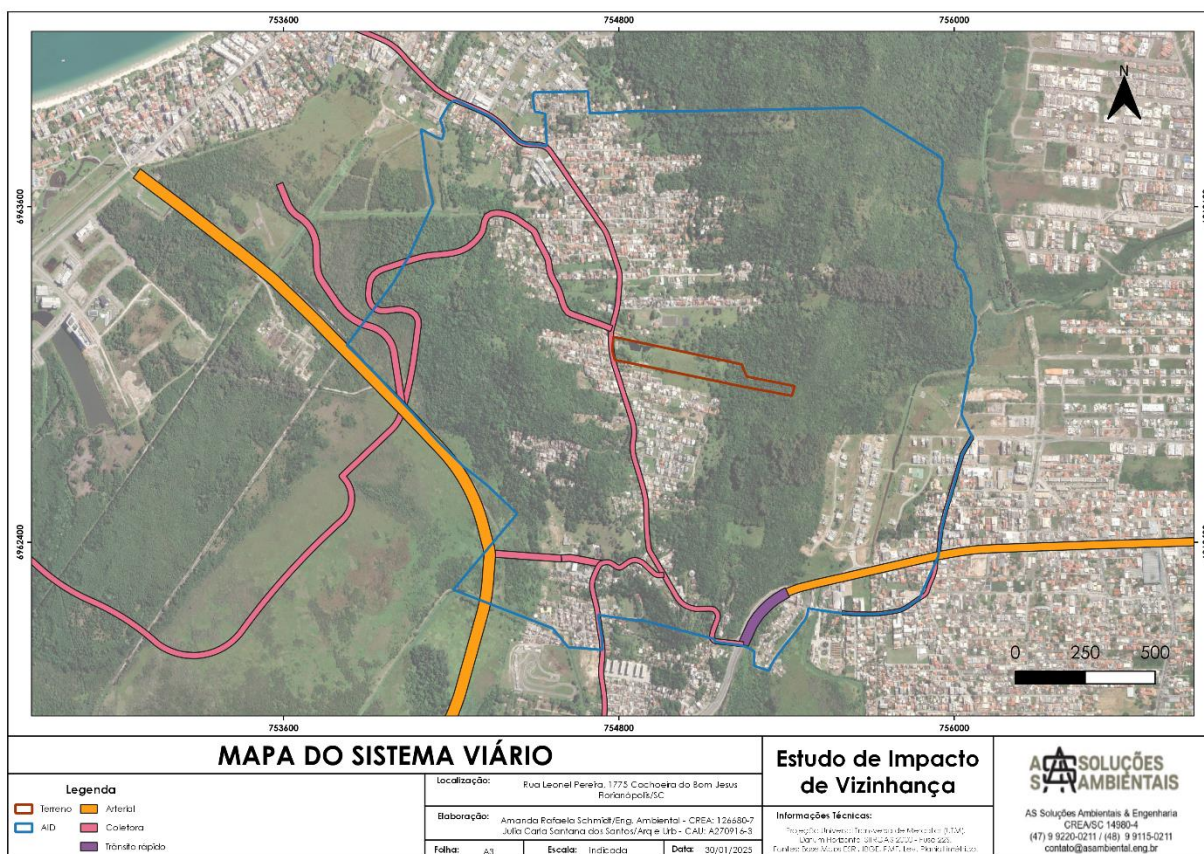 753600
754800
756000
N
6963600
6962400
0 250 500
753600
754800
756000
MAPA DO SISTEMA VIÁRIO
Legenda
Terreno
Arterial
AID
Coletora
Trânsito rápido
Localização: Rua Leonel Pereira, 1775 Cachoeira do Bom Jesus
Florianópolis/SC
Elaboração: Amanda Rafaela Schmidt/Eng. Ambiental - CREA: 126680-7
Julia Carla Santana dos Santos/Arq e Urb - CAU: A270916-3
Folha: A3 Escala: Indicada Data: 30/01/2025
Estudo de Impacto
de Vizinhança
Informações Técnicas:
AS SOLUÇÕES
AMBIENTAIS
AS Soluções Ambientais & Engenharia
CREA/SC 14980-4
(47) 9 9220-0211 / (48) 9 9115-0211
contato@asambiental.eng.br